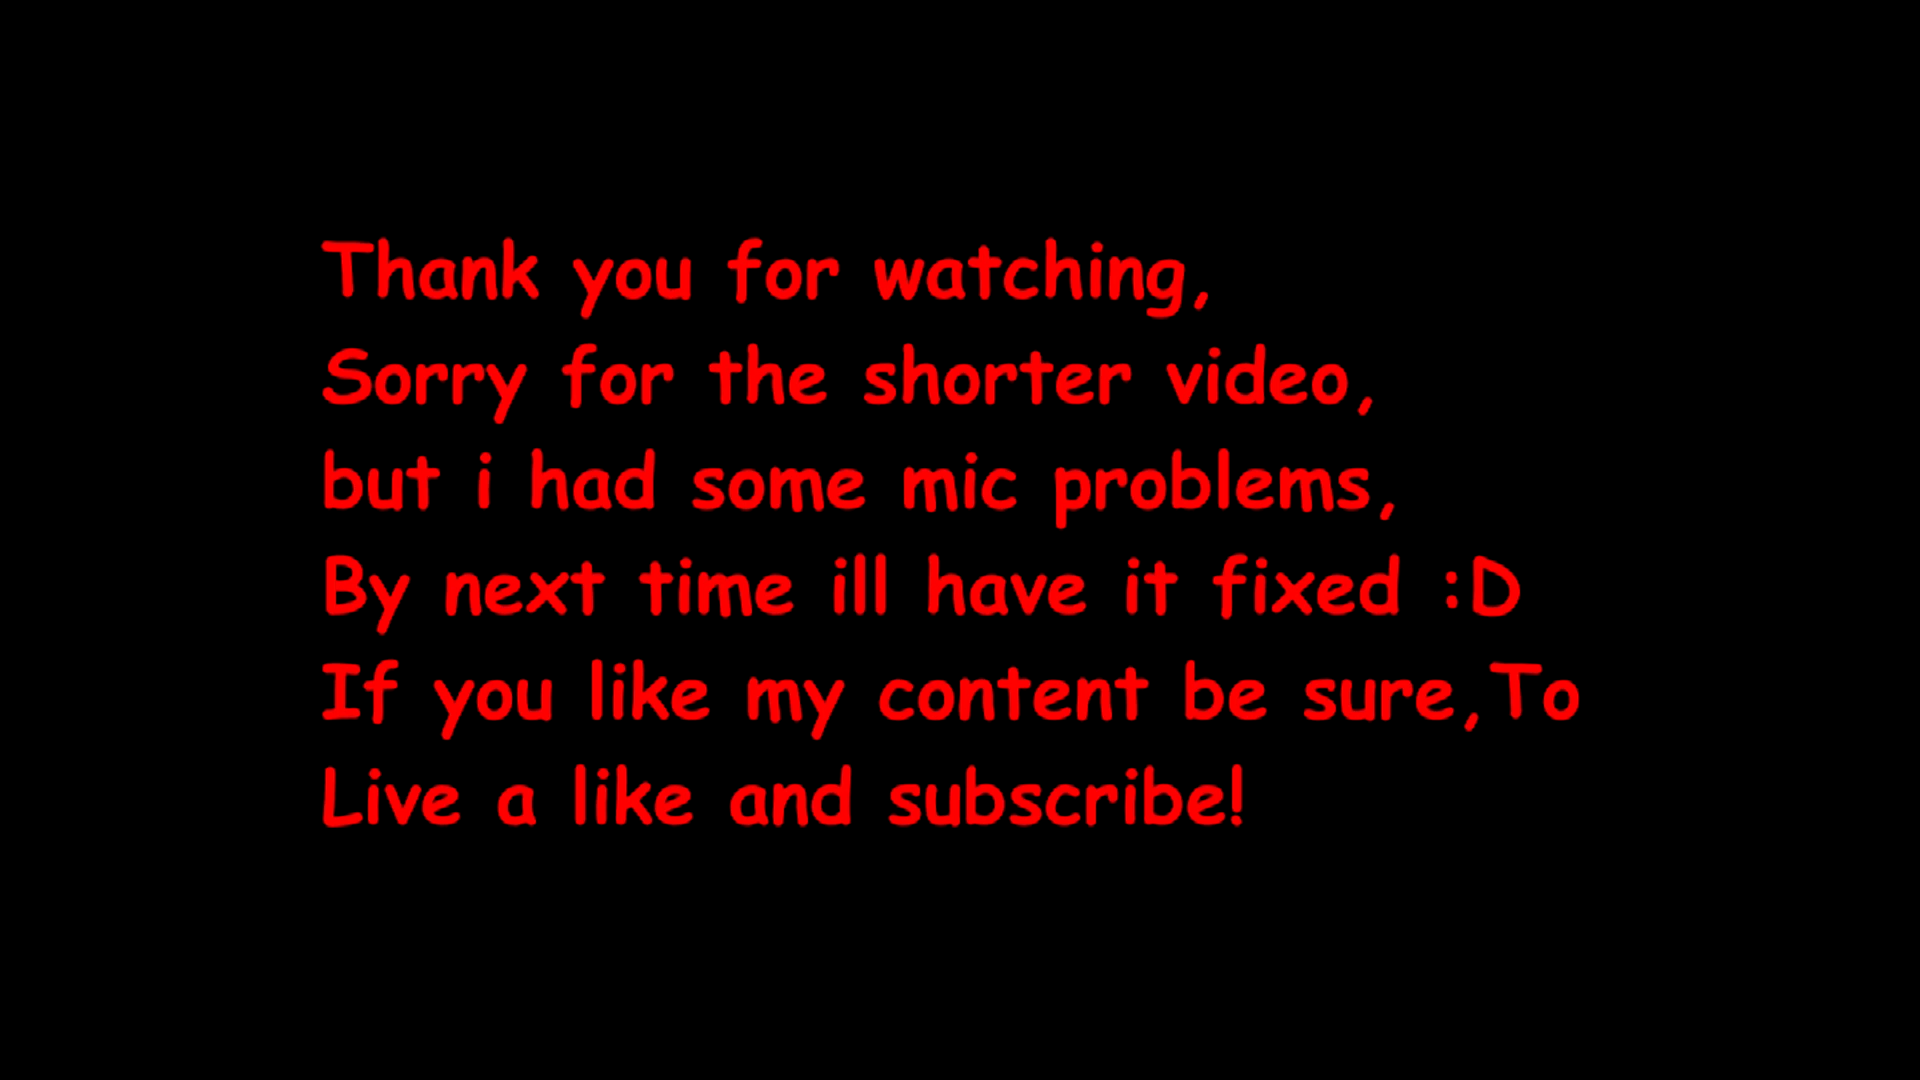 Thank you for watching,
Sorry for the shorter video,
but i had some mic problems,
By next time ill have it fixed :D
If you like my content be sure,To
Live a like and subscribe!